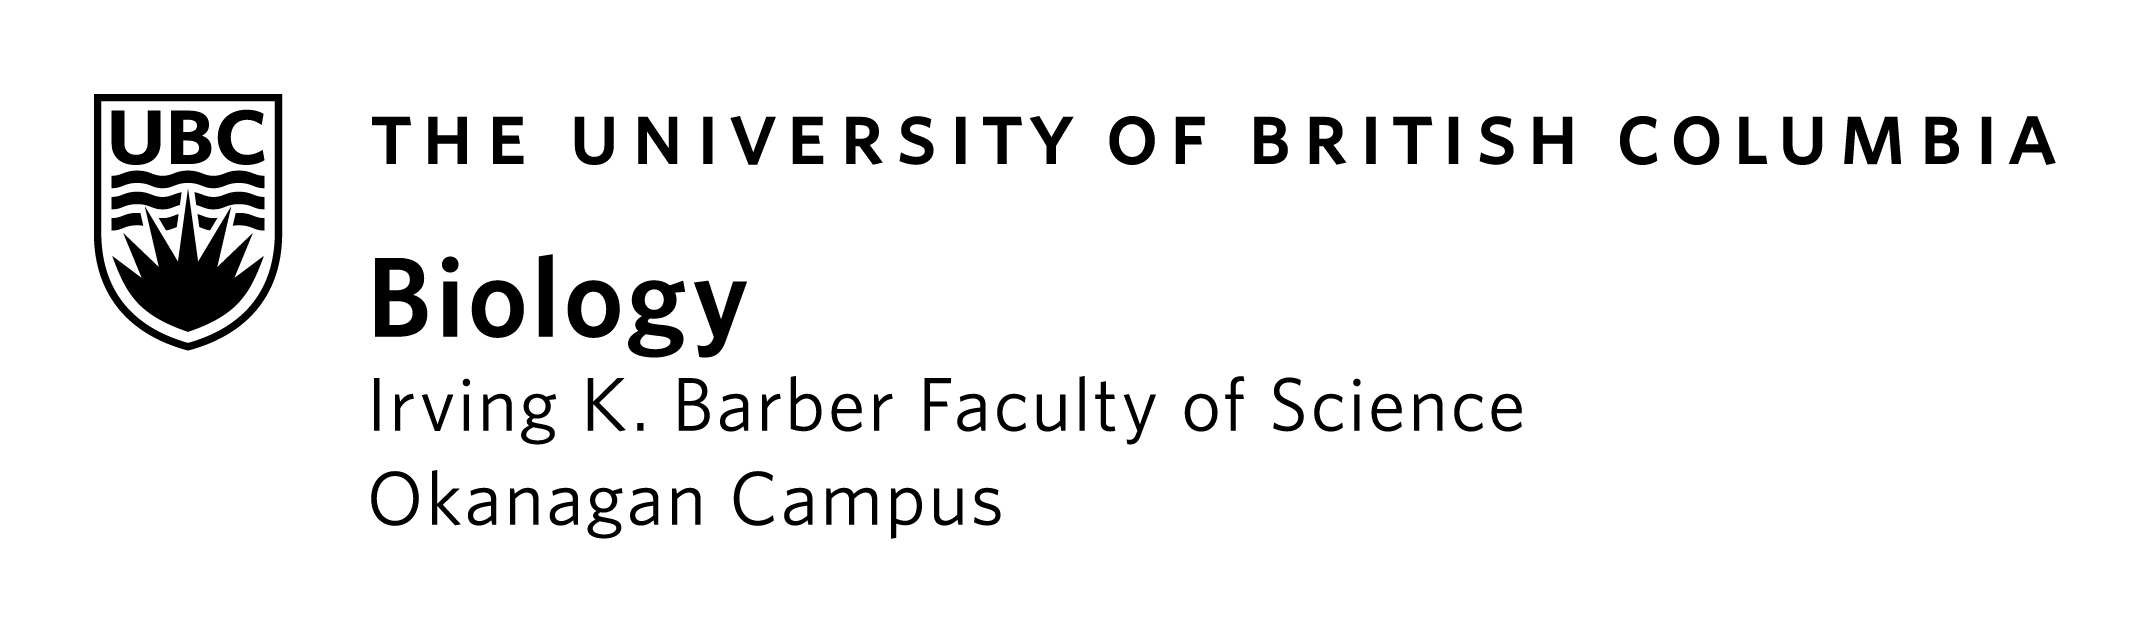 UBC
THE UNIVERSITY OF BRITISH COLUMBIA
Biology
Irving K. Barber Faculty of Science
Okanagan Campus